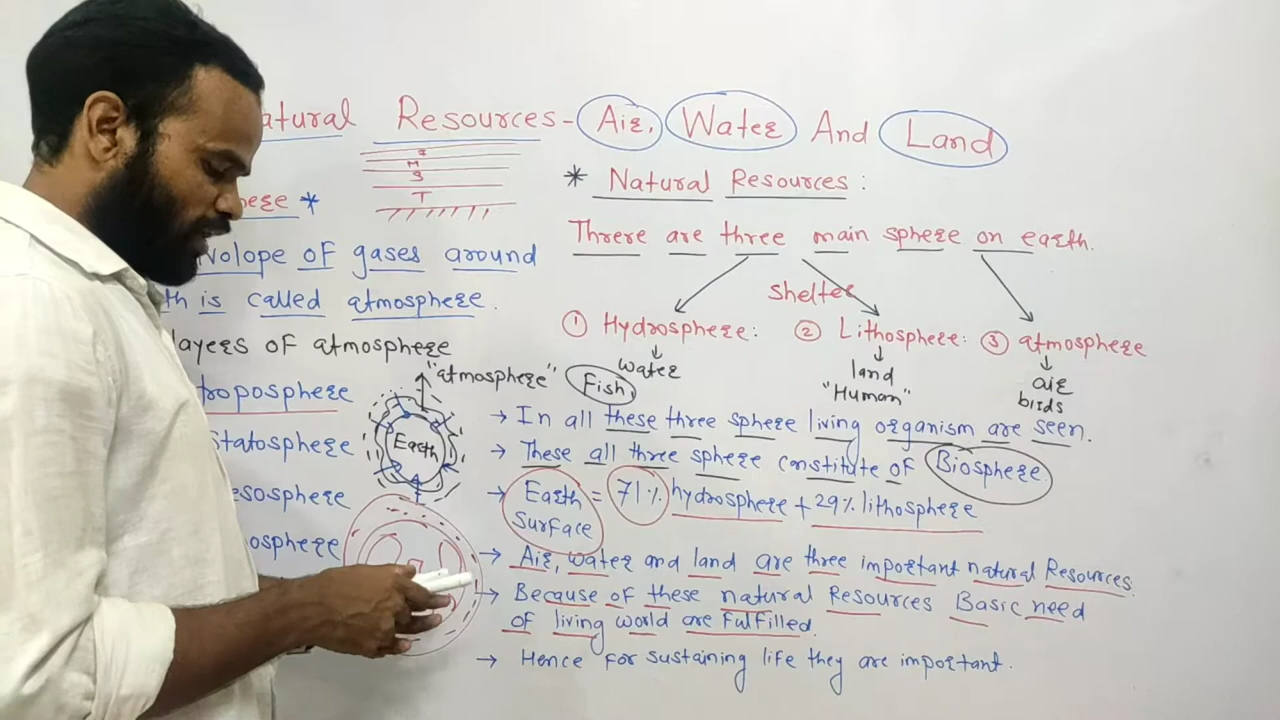 atural Resources- Air, Water And Land
I
M
S
T
here *
volope of gases around
th is called atmosphere.
layers of atmosphere
troposphere
Statosphere
esosphere
osphere
"atmosphere"
Earth
* Natural Resources:
Threre are three main sphere on earth.
Shelter
① Hydrosphere: ② Lithosphere: ③ atmosphere
water land air
Fish, "Human" birds
→ In all these three sphere living organism are seen.
→ These all three sphere constitute of Biosphere
→ Earth Surface = 71% hydrosphere + 29% lithosphere
→ Air, water and land are three important natural Resources.
→ Because of these natural Resources Basic need
of living world are fulfilled.
→ Hence for sustaining life they are important.